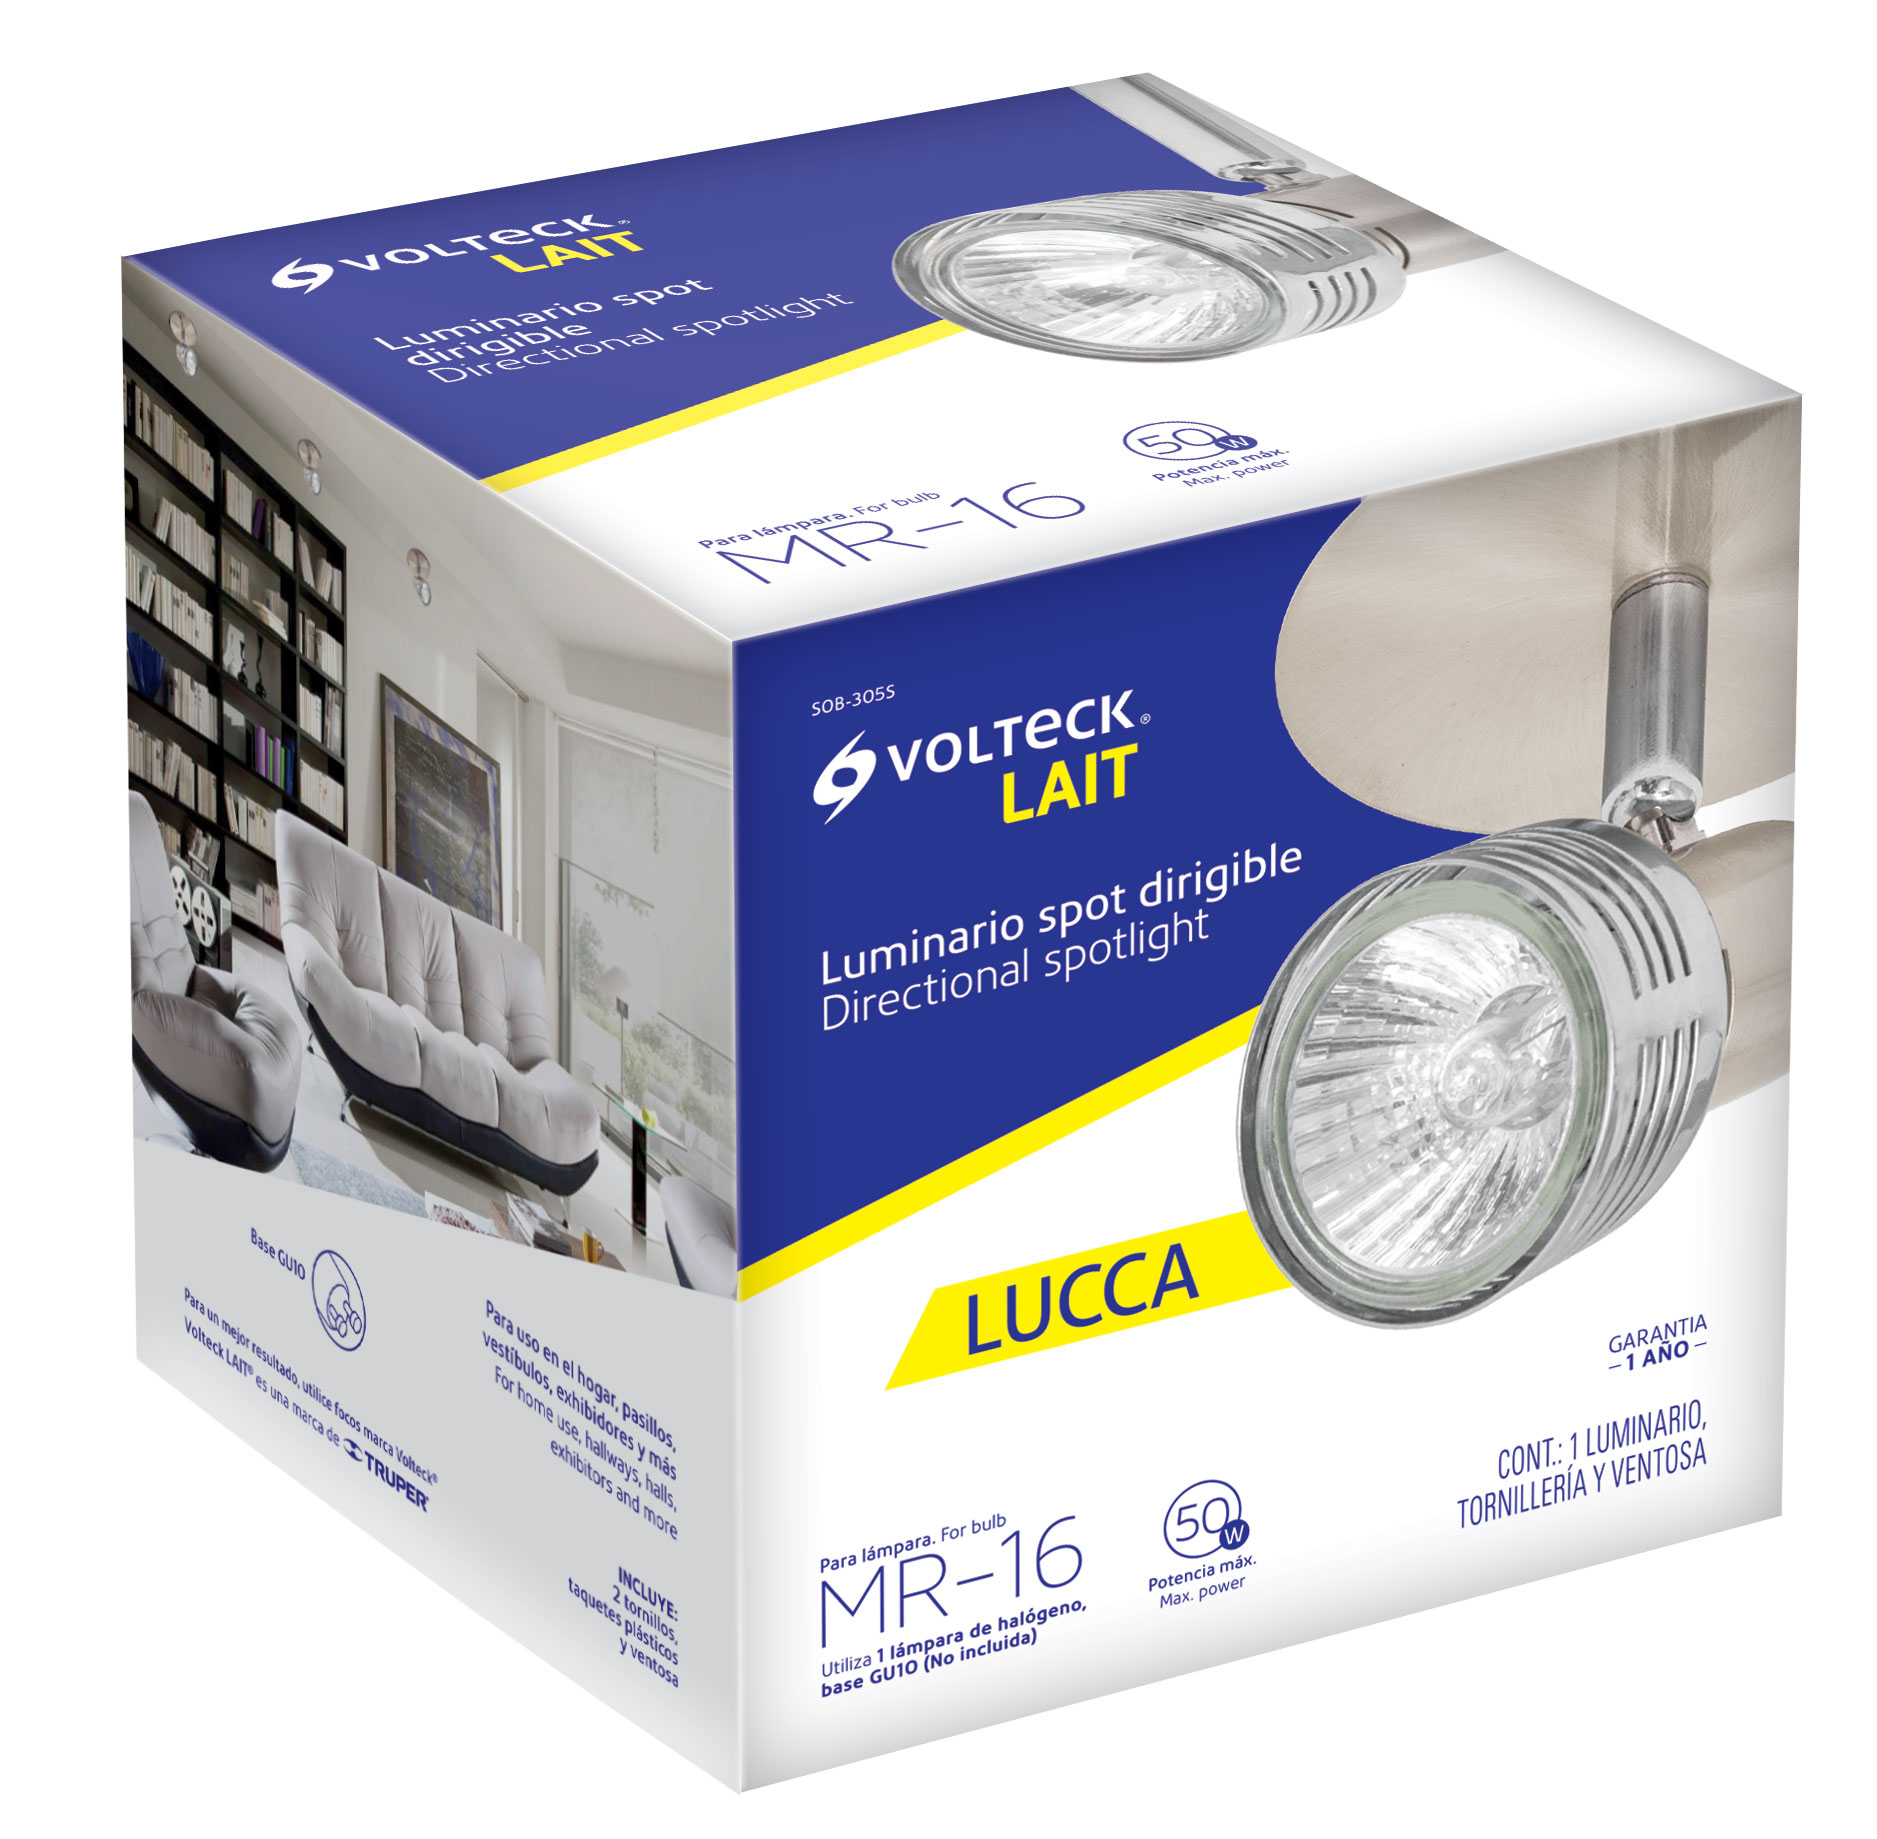 VOLTECK®
LAIT
Luminario spot
dirigible
Directional spotlight
50W
Potencia máx.
Max. power
Para lámpara. For bulb
MR-16
SOB-305S
VOLTECK®
LAIT
Luminario spot dirigible
Directional spotlight
LUCCA
GARANTIA
– 1 AÑO –
CONT.: 1 LUMINARIO,
TORNILLERÍA Y VENTOSA
Para lámpara. For bulb
MR-16
Utiliza 1 lámpara de halógeno,
base GU10 (No incluida)
50W
Potencia máx.
Max. power
Base GU10
Para un mejor resultado, utilice focos marca Volteck®
Volteck LAIT® es una marca de TRUPER®
Para uso en el hogar, pasillos,
vestíbulos, exhibidores y más
For home use, hallways, halls,
exhibitors and more
INCLUYE:
2 tornillos,
taquetes plásticos
y ventosa